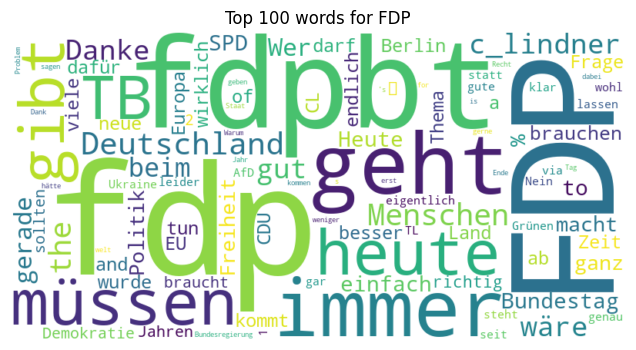 Top 100 words for FDP
fdpbt
fdp
FDP
gibt
geht
heute
immer
müssen
Danke
dafür
viele
TB
neue
Europa
wirklich
SPD
of
2
Wer
darf
CL
endlich
Berlin
c_lindner
Frage
Thema
statt
gute
a
klar
wohl
lassen
%
brauchen
Problem
sagen
Dank
geben
Staat
Warum
's
for
is
Recht
dabei
gerne
Deutschland
beim
gut
Heute
Jahr
AfD
kommen
erst
Ende
via
Tag
Nein
to
Ukraine
leider
hätte
weniger
TL
eigentlich
Grünen
macht
gerade
sollten
the
and
wurde
Politik
tun
EU
braucht
Freiheit
CDU
besser
Menschen
Land
einfach
richtig
gar
ab
Zeit
ganz
Bundestag
wäre
genau
steht
seit
kommt
welt
Demokratie
Jahren
Bundesregierung
1